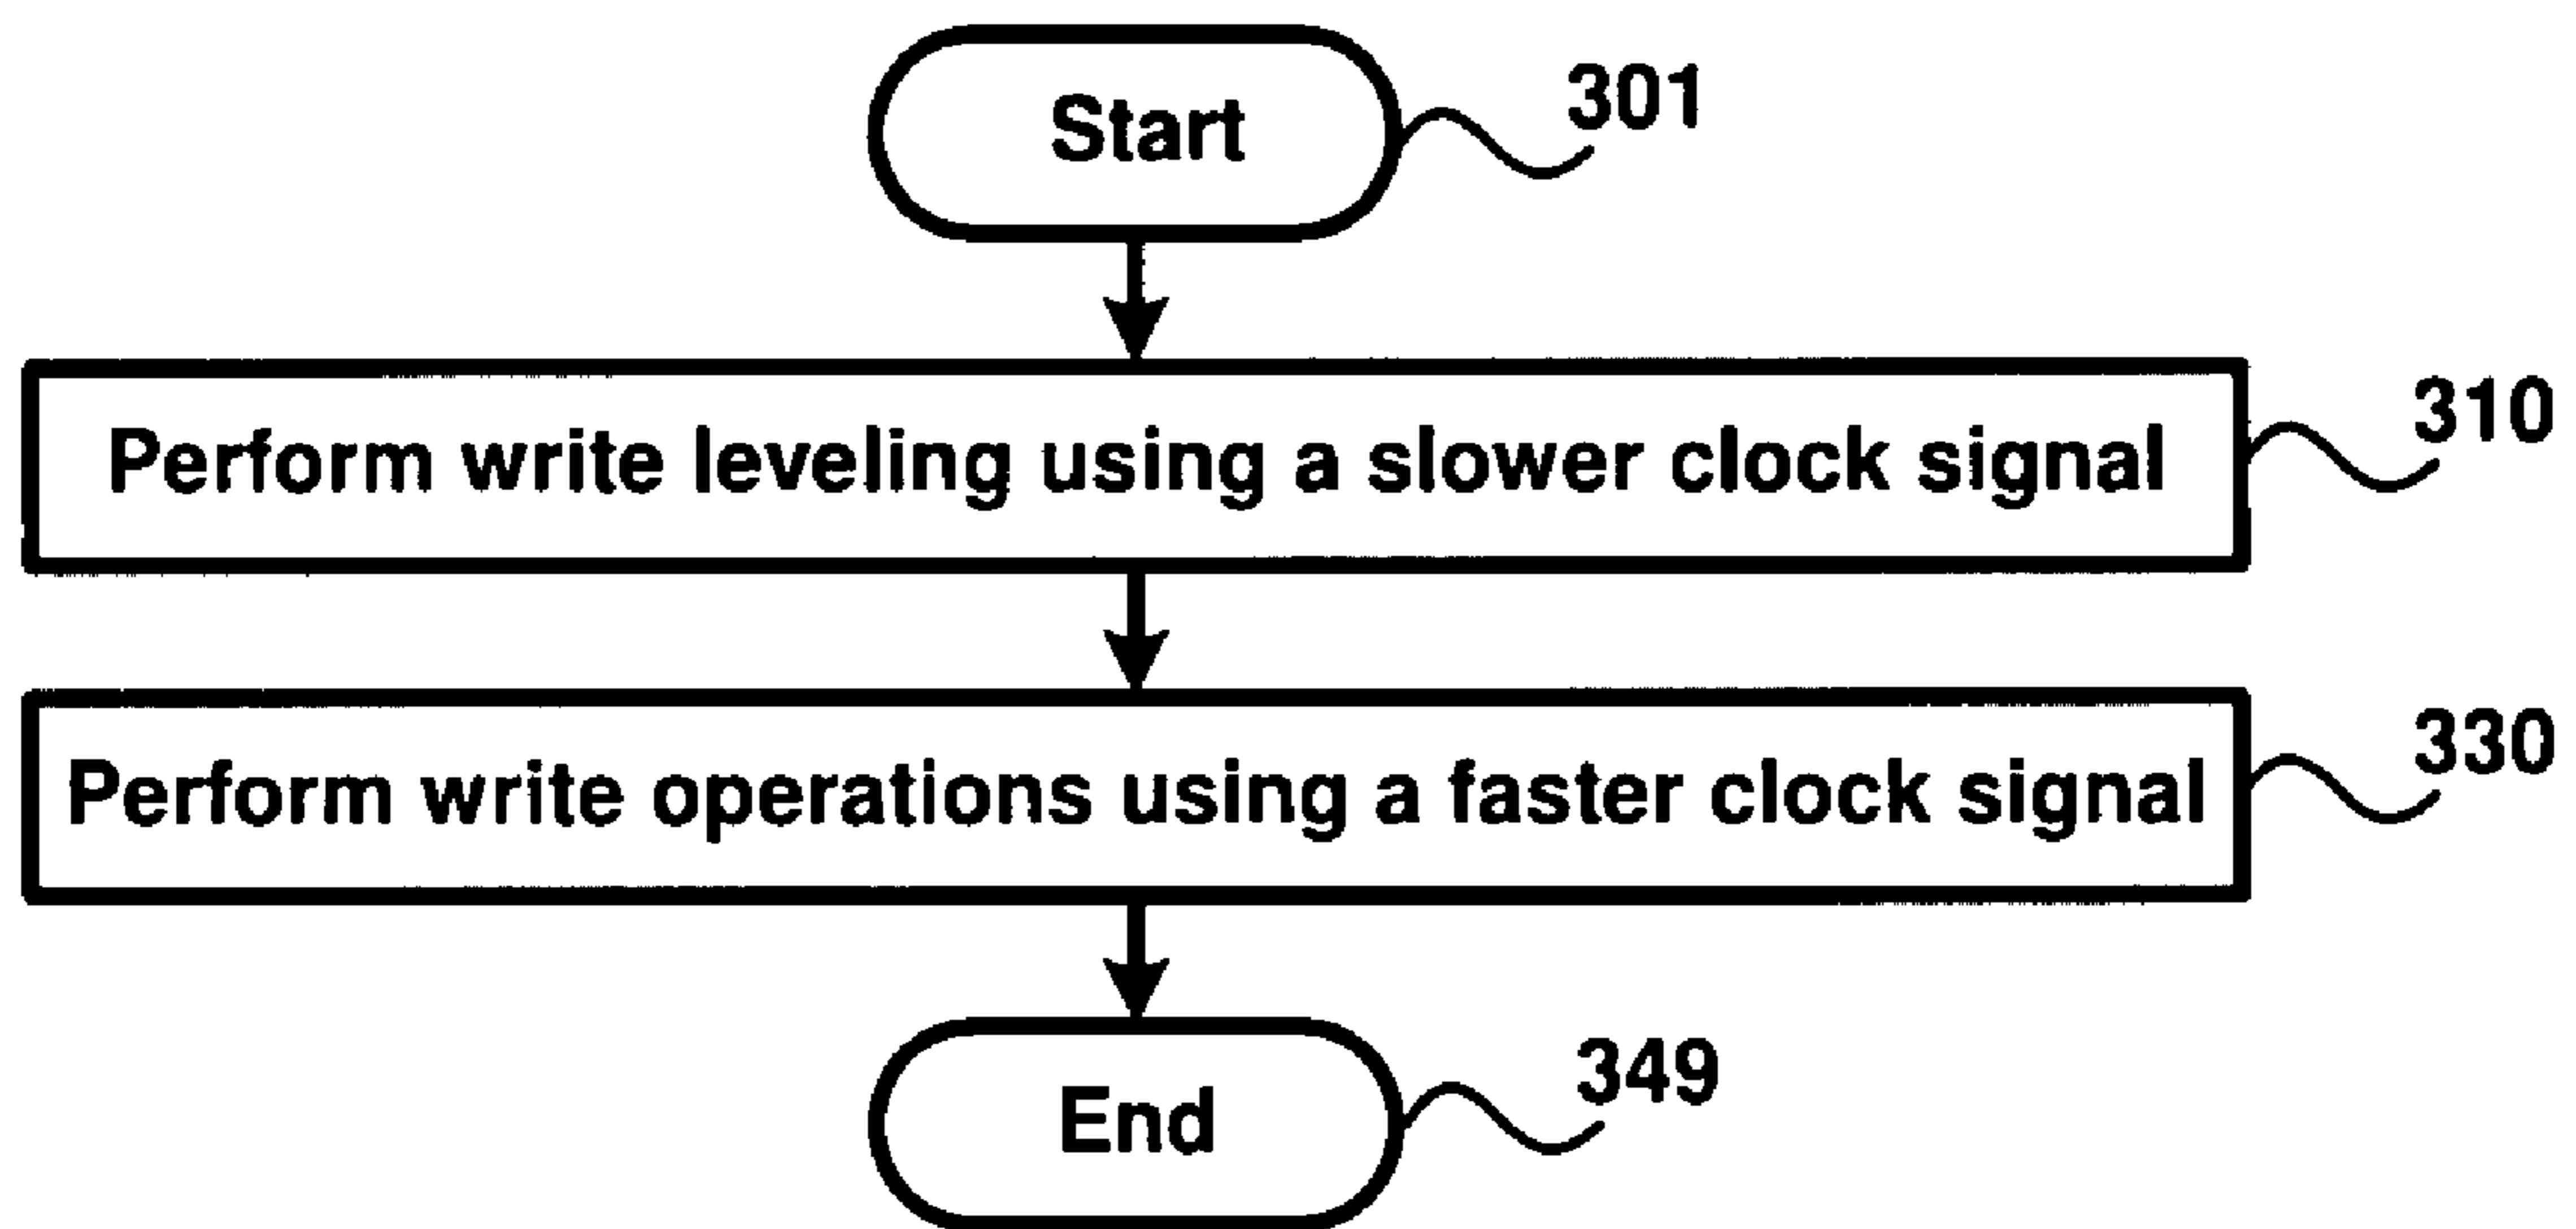 Start
301
Perform write leveling using a slower clock signal
310
Perform write operations using a faster clock signal
330
End
349